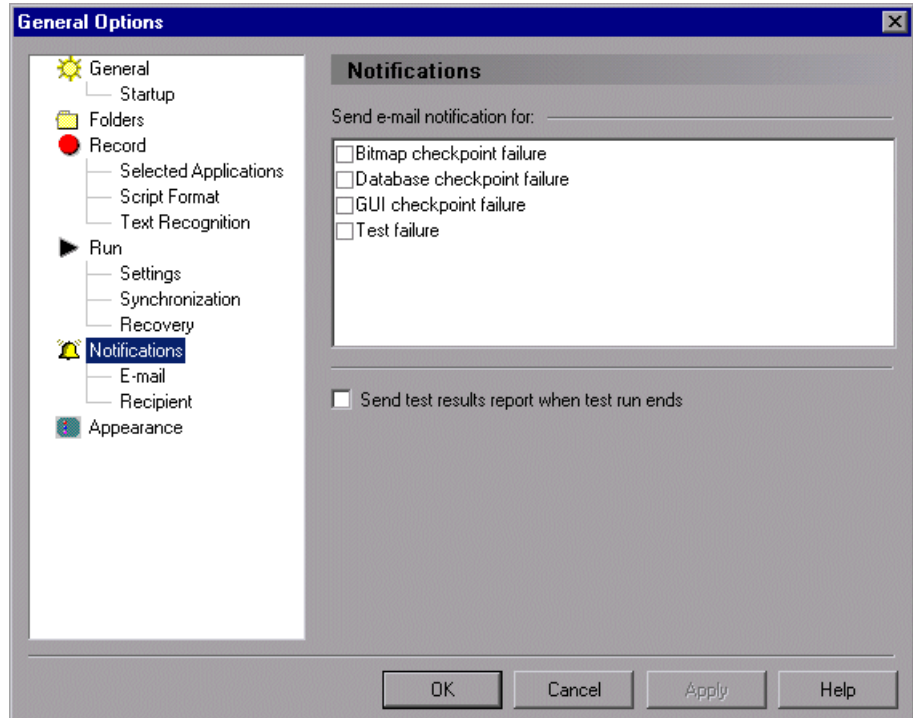 General Options
General
Startup
Folders
Record
Selected Applications
Script Format
Text Recognition
Run
Settings
Synchronization
Recovery
Notifications
E-mail
Recipient
Appearance
Notifications
Send e-mail notification for:
Bitmap checkpoint failure
Database checkpoint failure
GUI checkpoint failure
Test failure
Send test results report when test run ends
OK
Cancel
Apply
Help